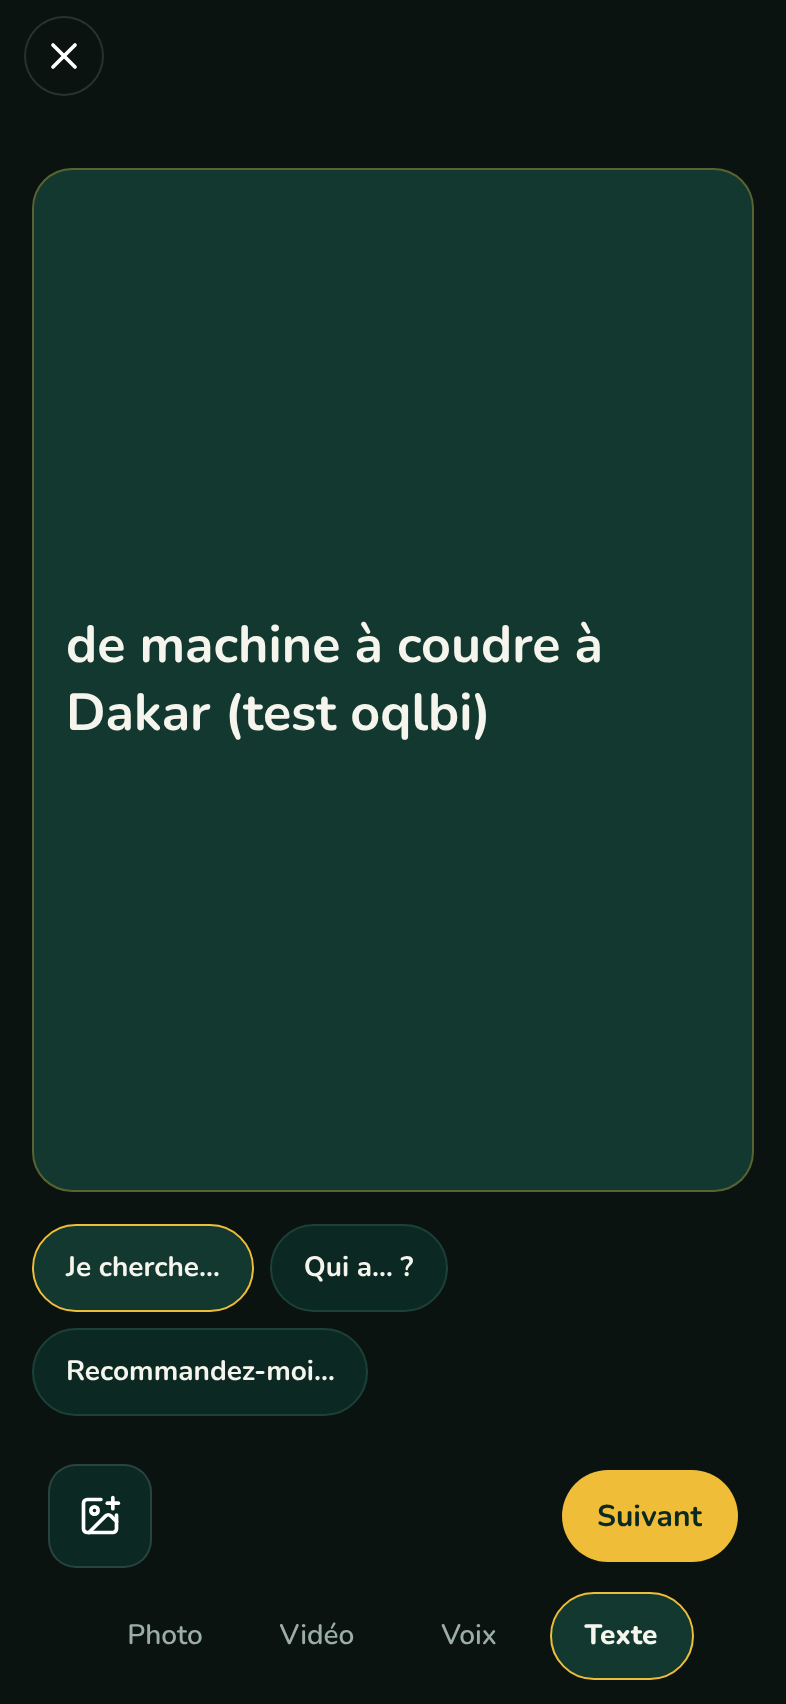 de machine à coudre à
Dakar (test oqlbi)
Je cherche...
Qui a... ?
Recommandez-moi...
Suivant
Photo
Vidéo
Voix
Texte